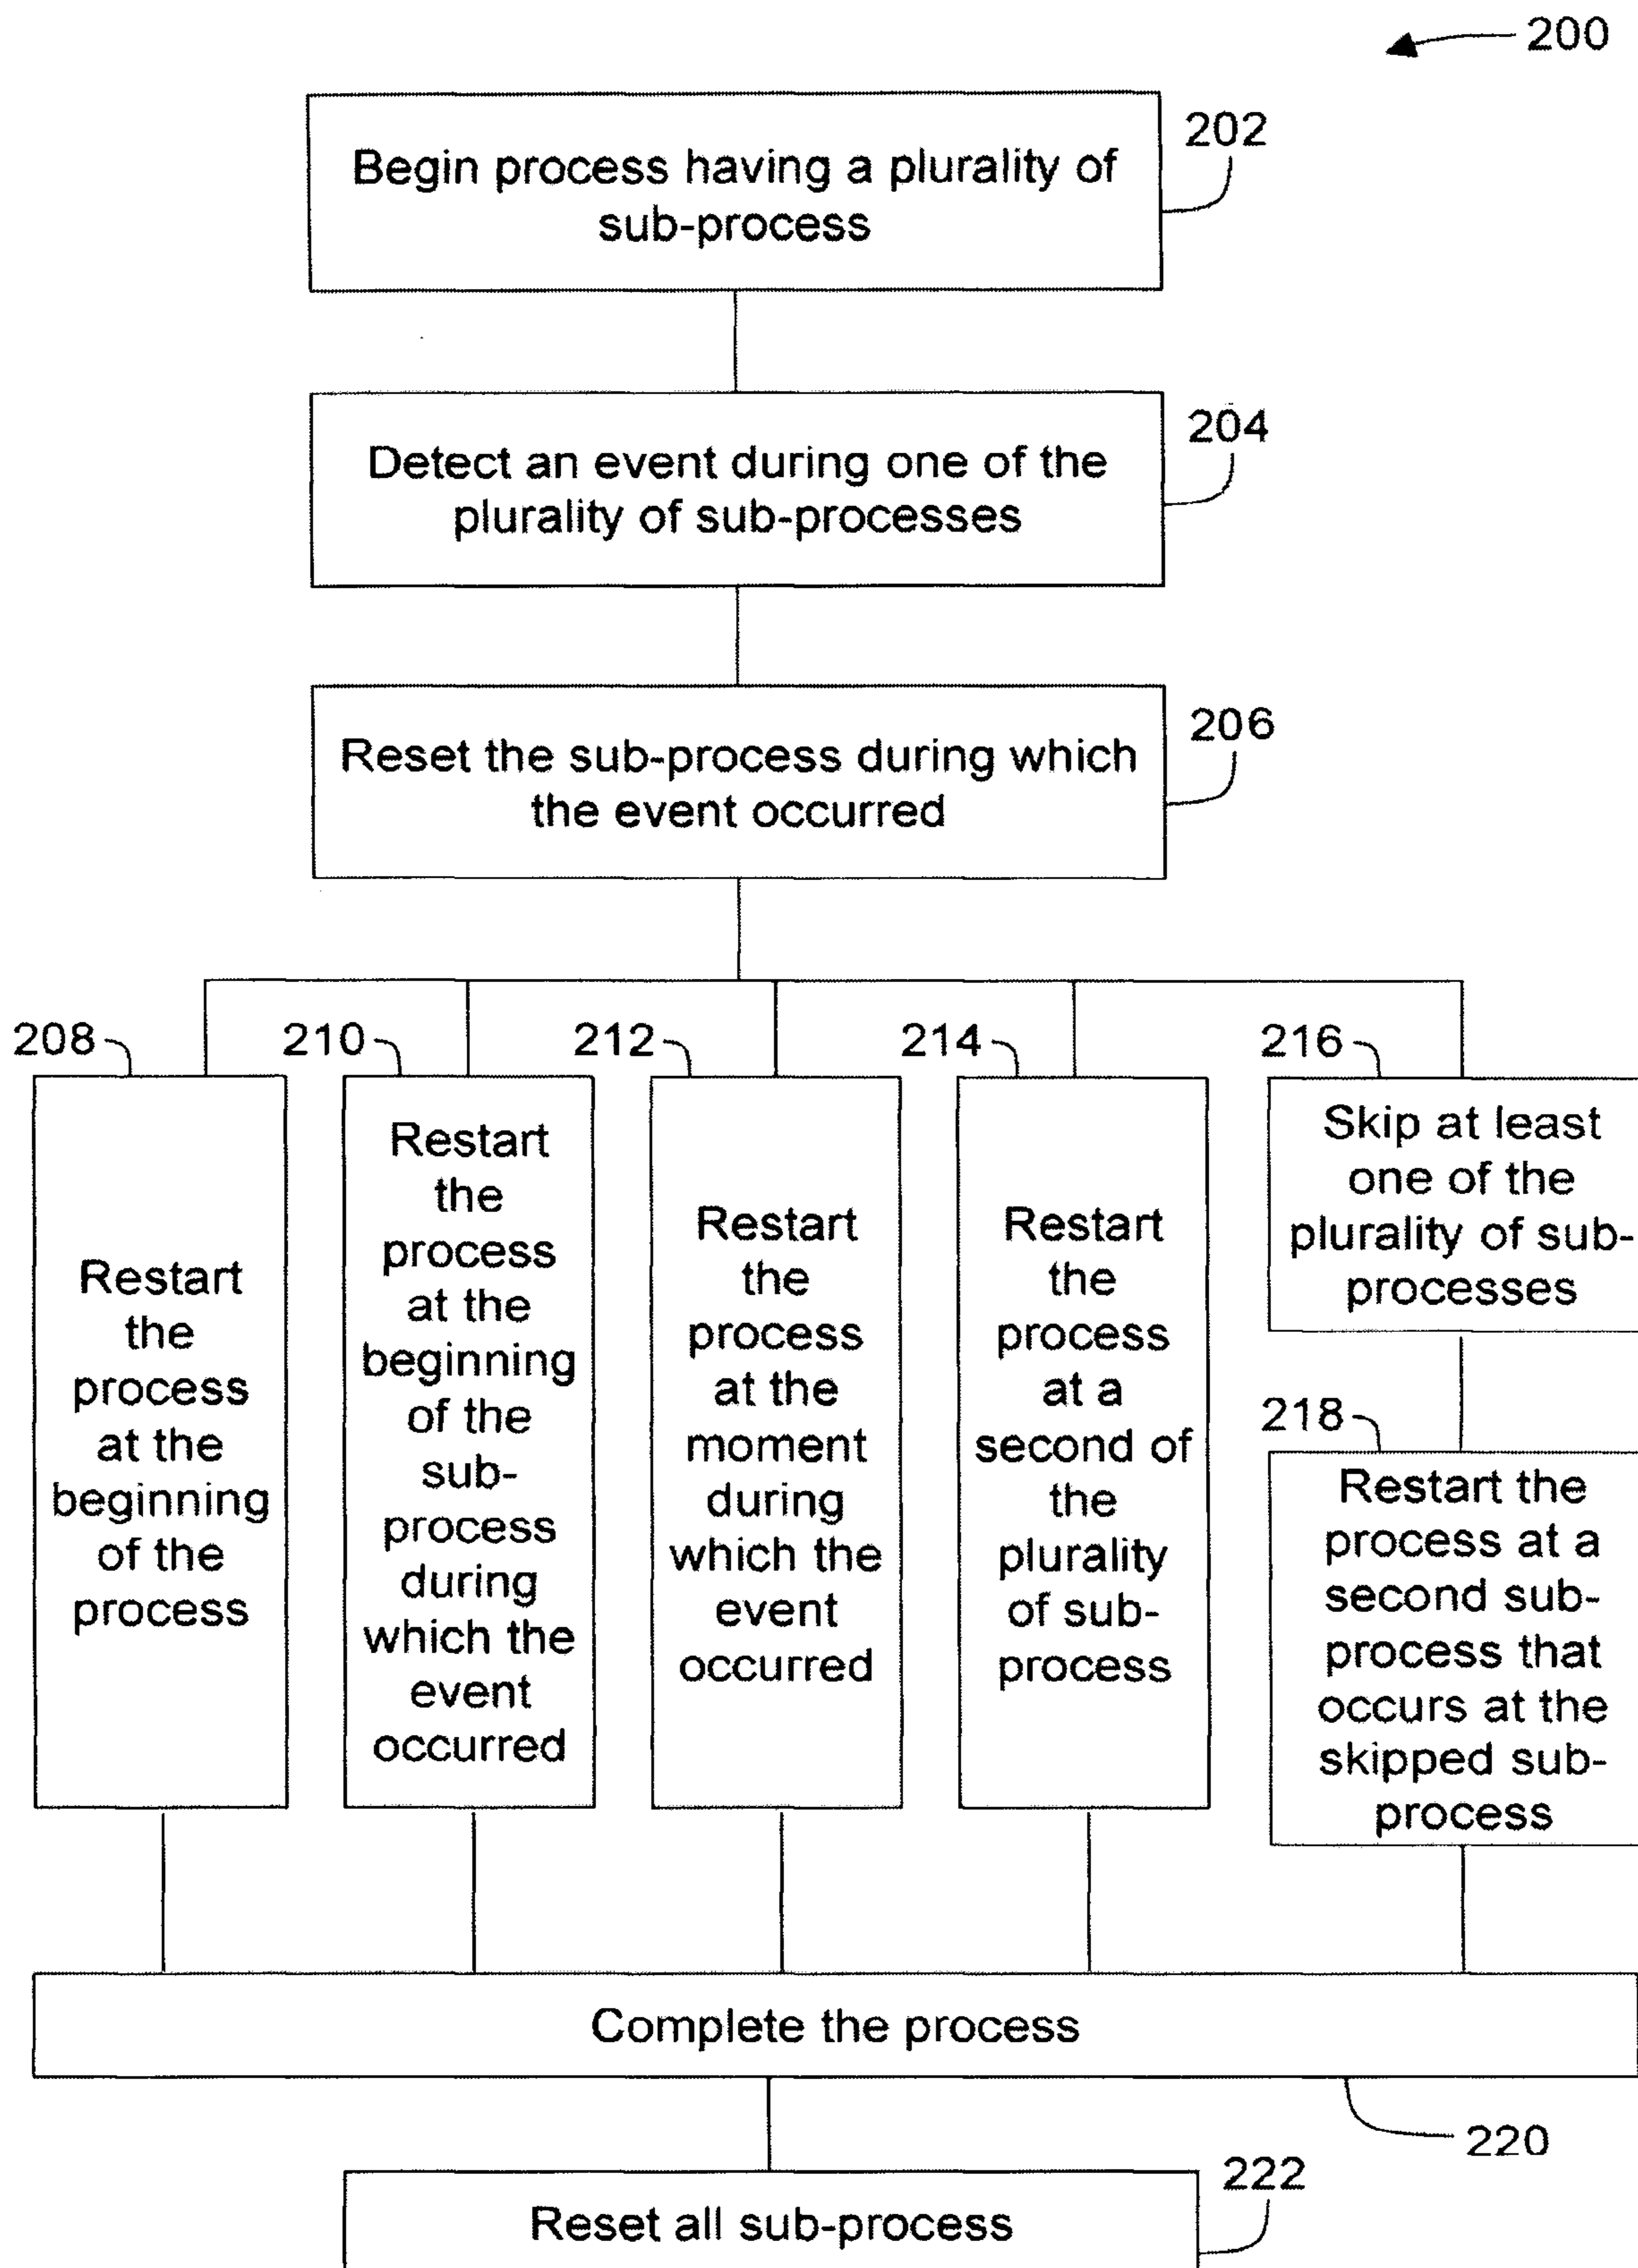 200
202
Begin process having a plurality of
sub-process
204
Detect an event during one of the
plurality of sub-processes
206
Reset the sub-process during which
the event occurred
208
Restart
the
process
at the
beginning
of the
process
210
Restart
the
process
at the
beginning
of the
sub-
process
during
which the
event
occurred
212
Restart
the
process
at the
moment
during
which the
event
occurred
214
Restart
the
process
at a
second of
the
plurality
of sub-
process
216
Skip at least
one of the
plurality of sub-
processes
218
Restart the
process at a
second sub-
process that
occurs at the
skipped sub-
process
Complete the process
220
222
Reset all sub-process